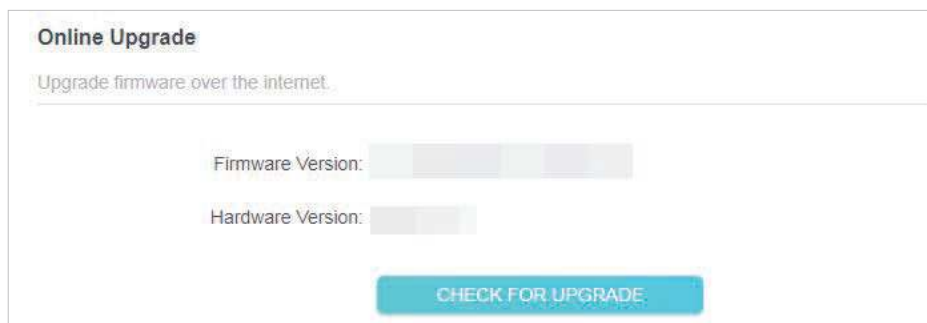 Online Upgrade
Upgrade firmware over the internet.
Firmware Version:
Hardware Version:
CHECK FOR UPGRADE